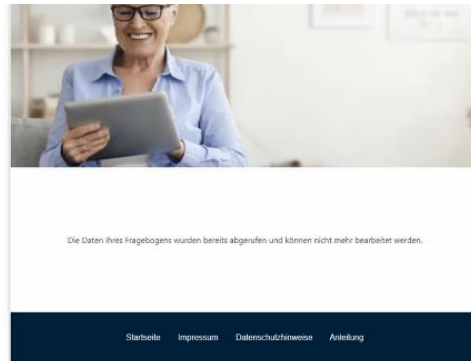 Die Daten Ihres Fragebogens wurden bereits abgerufen und können nicht mehr bearbeitet werden.
Startseite Impressum Datenschutzhinweise Anleitung